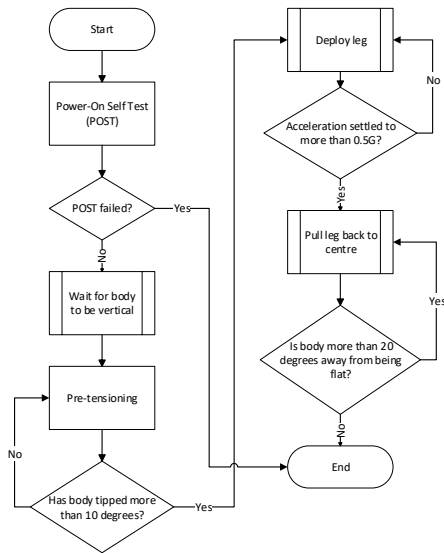 Start
Power-On Self Test
(POST)
POST failed?
Yes
No
Wait for body
to be vertical
Pre-tensioning
No
Has body tipped more
than 10 degrees?
Yes
Deploy leg
No
Acceleration settled to
more than 0.5G?
Yes
Pull leg back to
centre
Yes
Is body more than 20
degrees away from being
flat?
No
End